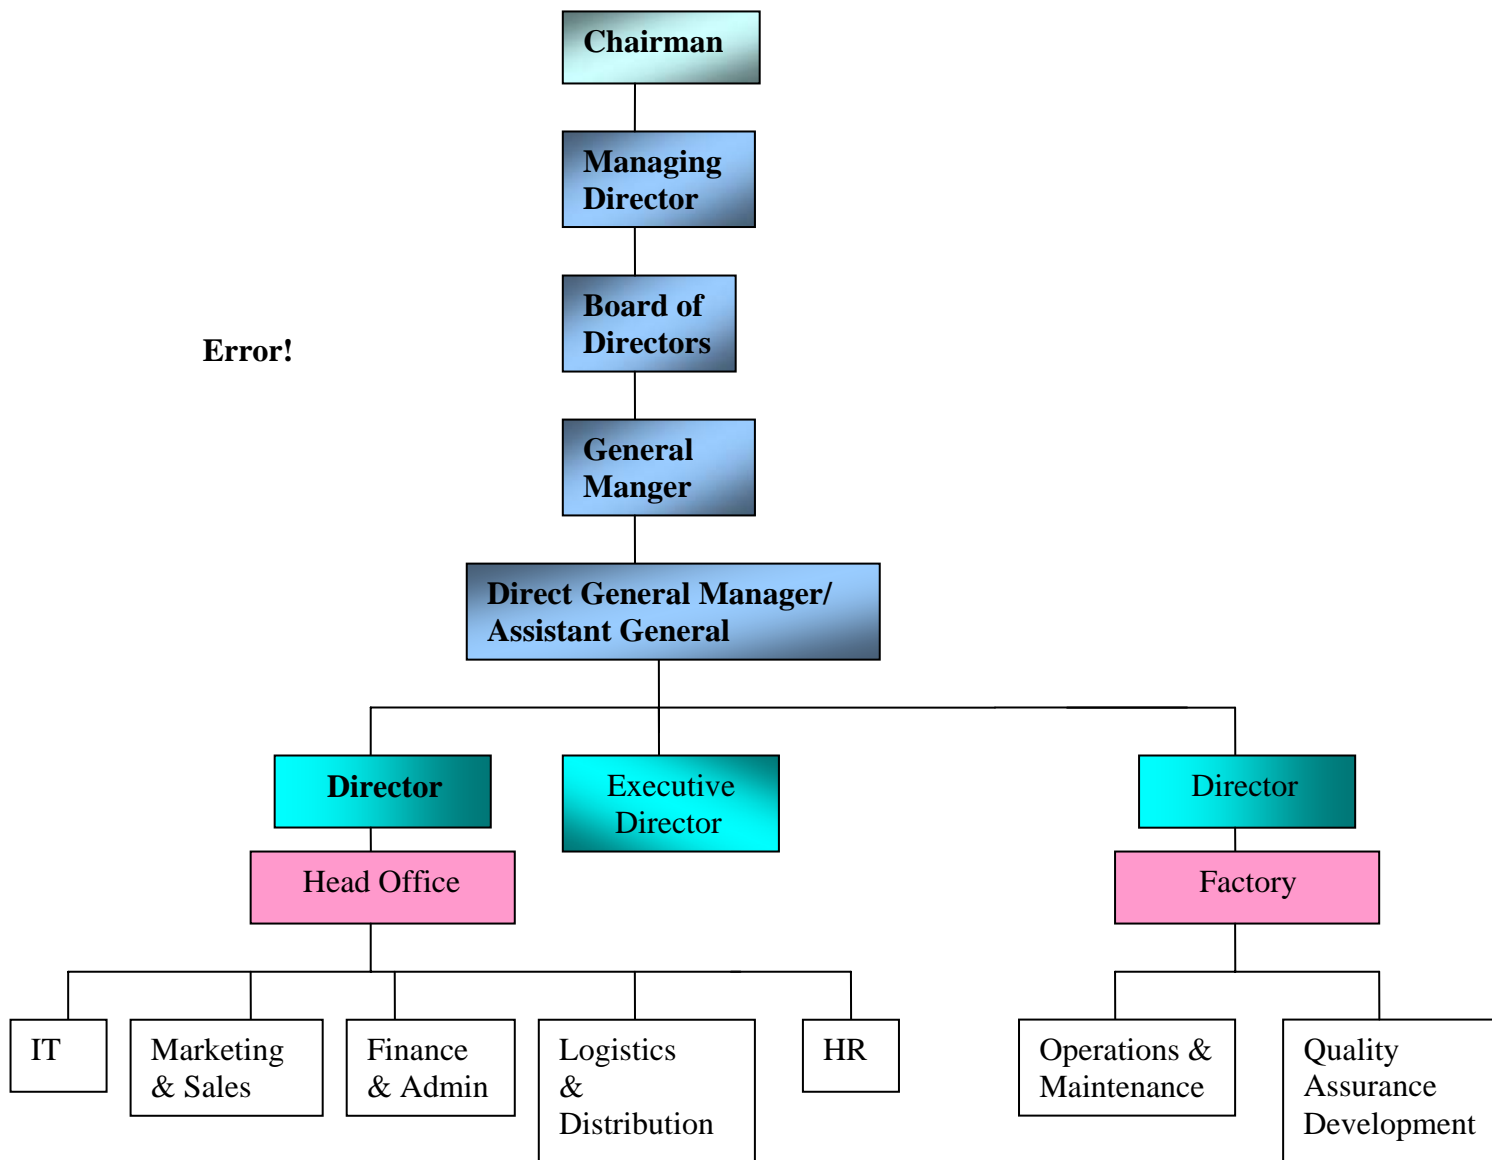 Chairman
Managing
Director
Board of
Directors
Error!
General
Manger
Direct General Manager/
Assistant General
Director
Executive
Director
Director
Head Office
Factory
IT
Marketing
& Sales
Finance
& Admin
Logistics
&
Distribution
HR
Operations &
Maintenance
Quality
Assurance
Development